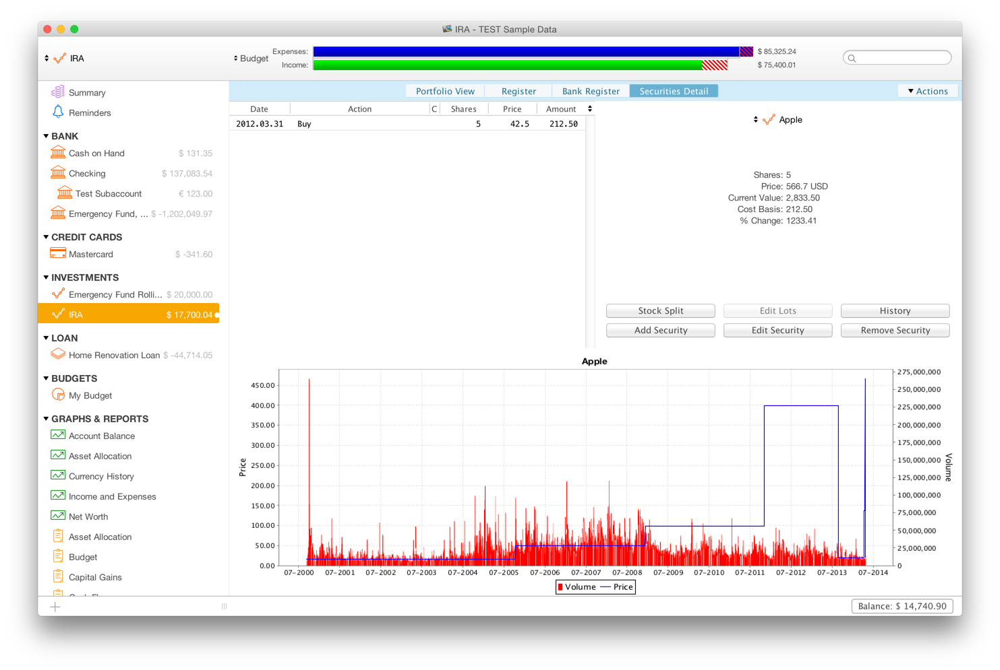 IRA - TEST Sample Data
IRA
Budget
Expenses:
$ 85,325.24
Income:
$ 75,400.01
Summary
Reminders
BANK
Cash on Hand $ 131.35
Checking $ 137,083.54
Test Subaccount € 123.00
Emergency Fund, ... $ -1,202,049.97
CREDIT CARDS
Mastercard $ -341.60
INVESTMENTS
Emergency Fund Rolli... $ 20,000.00
IRA $ 17,700.04
LOAN
Home Renovation Loan $ -44,714.05
BUDGETS
My Budget
GRAPHS & REPORTS
Account Balance
Asset Allocation
Currency History
Income and Expenses
Net Worth
Asset Allocation
Budget
Capital Gains
Portfolio View Register Bank Register Securities Detail Actions
Date Action C Shares Price Amount
2012.03.31 Buy 5 42.5 212.50
Apple
Shares: 5
Price: 566.7 USD
Current Value: 2,833.50
Cost Basis: 212.50
% Change: 1233.41
Stock Split Edit Lots History
Add Security Edit Security Remove Security
Apple
Price
450.00
400.00
350.00
300.00
250.00
200.00
150.00
100.00
50.00
0.00
275,000,000
250,000,000
225,000,000
200,000,000
175,000,000
150,000,000
125,000,000
100,000,000
75,000,000
50,000,000
25,000,000
0
Volume
07-2000 07-2001 07-2002 07-2003 07-2004 07-2005 07-2006 07-2007 07-2008 07-2009 07-2010 07-2011 07-2012 07-2013 07-2014
Volume Price
Balance: $ 14,740.90